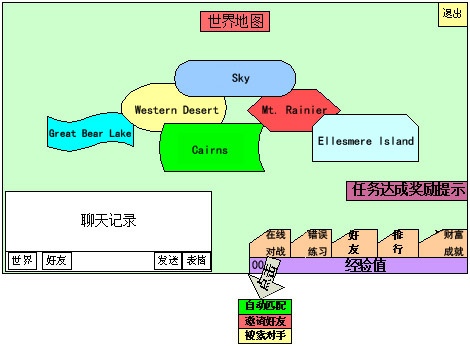 世界地图
退出
Sky
Western Desert
Mt. Rainier
Great Bear Lake
Ellesmere Island
Cairns
任务达成奖励提示
聊天记录
世界 好友 发送 表情
在线
对战
错误
练习
好
友
排
行
财富
成就
00
经验值
点击
自动匹配
邀请好友
对手